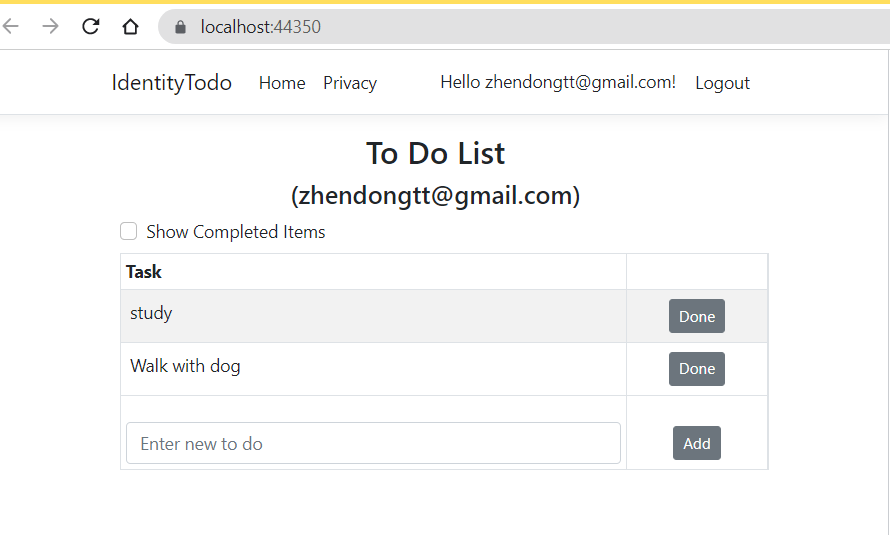 localhost:44350
IdentityTodo Home Privacy Hello zhendongtt@gmail.com! Logout
To Do List
(zhendongtt@gmail.com)
Show Completed Items
Task
study Done
Walk with dog Done
Enter new to do Add